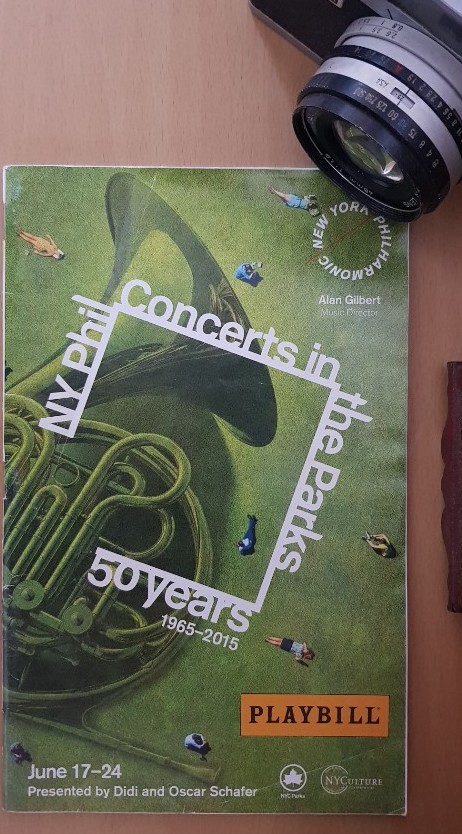 NEW YORK PHILHARMONIC
Alan Gilbert
Music Director
NY Phil
Concerts in
the Parks
50 years
1965–2015
PLAYBILL
June 17–24
Presented by Didi and Oscar Schafer
NYC Parks
NYCULTURE